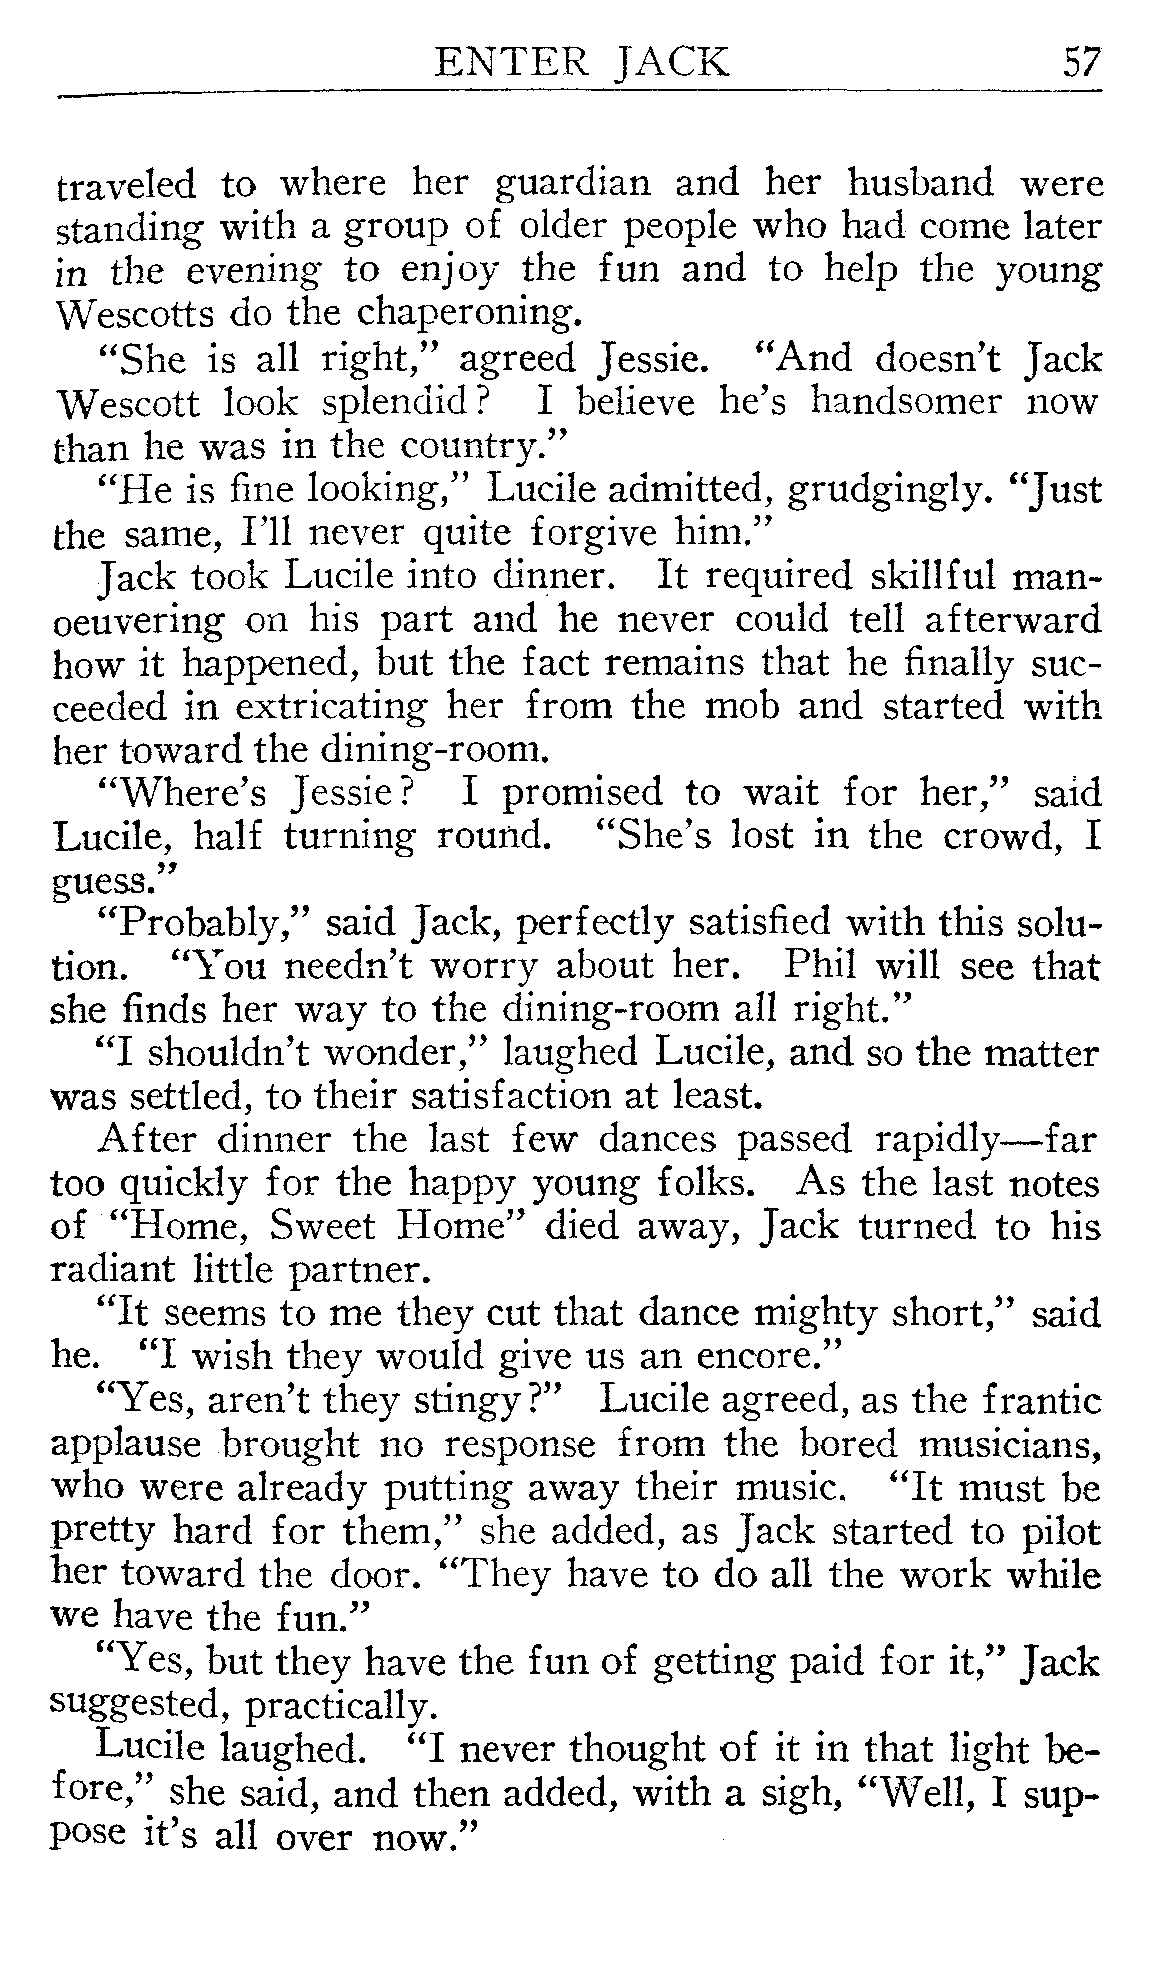 ENTER JACK 57
traveled to where her guardian and her husband were
standing with a group of older people who had come later
in the evening to enjoy the fun and to help the young
Wescotts do the chaperoning.
“She is all right,” agreed Jessie. “And doesn’t Jack
Wescott look splendid? I believe he’s handsomer now
than he was in the country.”
“He is fine looking,” Lucile admitted, grudgingly. “Just
the same, I’ll never quite forgive him.”
Jack took Lucile into dinner. It required skillful man-
oeuvering on his part and he never could tell afterward
how it happened, but the fact remains that he finally suc-
ceeded in extricating her from the mob and started with
her toward the dining-room.
“Where’s Jessie? I promised to wait for her,” said
Lucile, half turning round. “She’s lost in the crowd, I
guess.”
“Probably,” said Jack, perfectly satisfied with this solu-
tion. “You needn’t worry about her. Phil will see that
she finds her way to the dining-room all right.”
“I shouldn’t wonder,” laughed Lucile, and so the matter
was settled, to their satisfaction at least.
After dinner the last few dances passed rapidly—far
too quickly for the happy young folks. As the last notes
of “Home, Sweet Home” died away, Jack turned to his
radiant little partner.
“It seems to me they cut that dance mighty short,” said
he. “I wish they would give us an encore.”
“Yes, aren’t they stingy?” Lucile agreed, as the frantic
applause brought no response from the bored musicians,
who were already putting away their music. “It must be
pretty hard for them,” she added, as Jack started to pilot
her toward the door. “They have to do all the work while
we have the fun.”
“Yes, but they have the fun of getting paid for it,” Jack
suggested, practically.
Lucile laughed. “I never thought of it in that light be-
fore,” she said, and then added, with a sigh, “Well, I sup-
pose it’s all over now.”